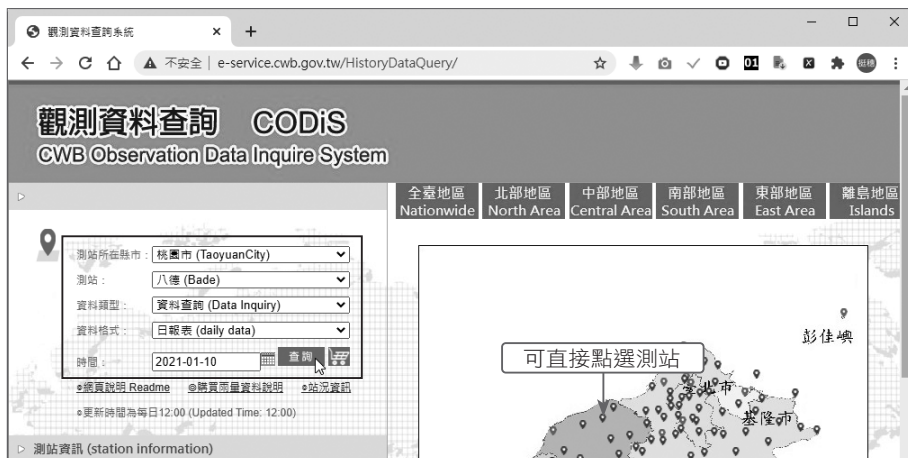 觀測資料查詢系統
不安全 | e-service.cwb.gov.tw/HistoryDataQuery/
01
觀測資料查詢 CODiS
CWB Observation Data Inquire System
全臺地區 北部地區 中部地區 南部地區 東部地區 離島地區
Nationwide North Area Central Area South Area East Area Islands
測站所在縣市: 桃園市 (TaoyuanCity)
測站: 八德 (Bade)
資料類型: 資料查詢 (Data Inquiry)
資料格式: 日報表 (daily data)
時間: 2021-01-10 查詢
網頁說明 Readme 購買雨量資料說明 站況資訊
更新時間為每日12:00 (Updated Time: 12:00)
測站資訊 (station information)
彭佳嶼
可直接點選測站
臺北市
基隆市